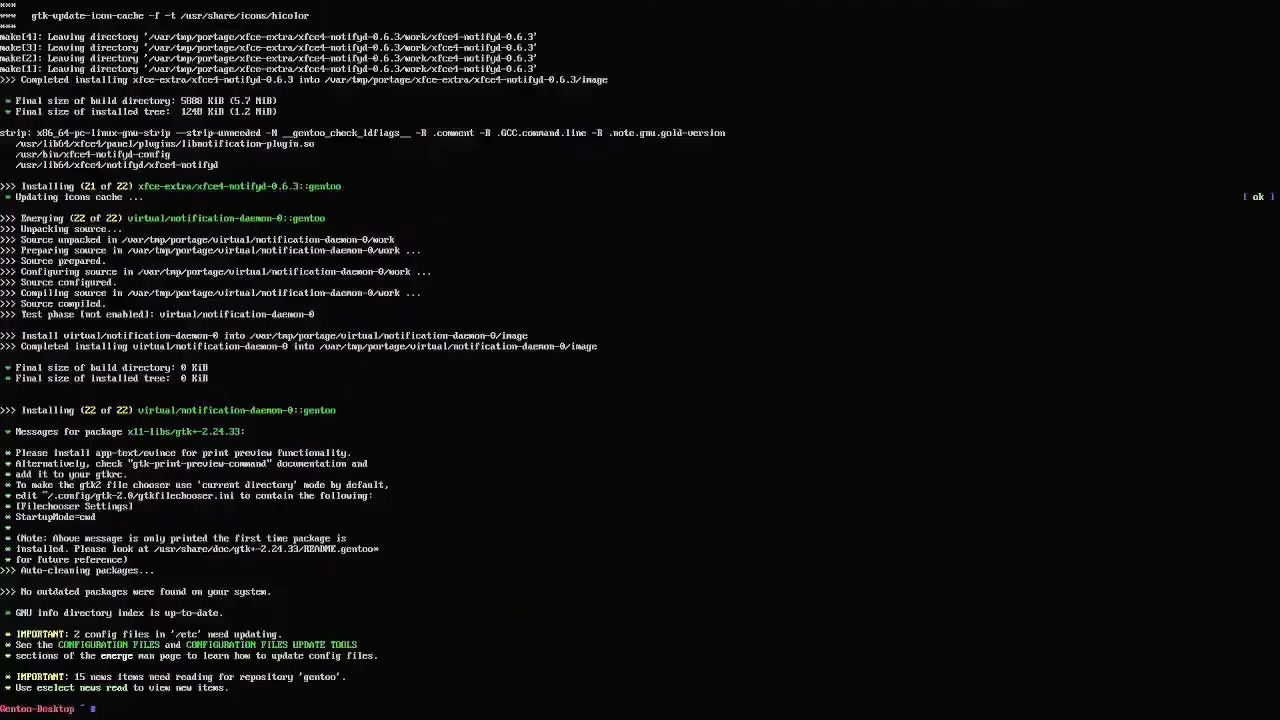 ***
***   gtk-update-icon-cache -f -t /usr/share/icons/hicolor
***
make[4]: Leaving directory '/var/tmp/portage/xfce-extra/xfce4-notifyd-0.6.3/work/xfce4-notifyd-0.6.3'
make[3]: Leaving directory '/var/tmp/portage/xfce-extra/xfce4-notifyd-0.6.3/work/xfce4-notifyd-0.6.3'
make[2]: Leaving directory '/var/tmp/portage/xfce-extra/xfce4-notifyd-0.6.3/work/xfce4-notifyd-0.6.3'
make[1]: Leaving directory '/var/tmp/portage/xfce-extra/xfce4-notifyd-0.6.3/work/xfce4-notifyd-0.6.3'
>>> Completed installing xfce-extra/xfce4-notifyd-0.6.3 into /var/tmp/portage/xfce-extra/xfce4-notifyd-0.6.3/image
* Final size of build directory: 5888 KiB (5.7 MiB)
* Final size of installed tree:  1248 KiB (1.2 MiB)
strip: x86_64-pc-linux-gnu-strip --strip-unneeded -N __gentoo_check_ldflags__ -R .comment -R .GCC.command.line -R .note.gnu.gold-version
/usr/lib64/xfce4/panel/plugins/libnotification-plugin.so
/usr/bin/xfce4-notifyd-config
/usr/lib64/xfce4/notifyd/xfce4-notifyd
>>> Installing (21 of 22) xfce-extra/xfce4-notifyd-0.6.3::gentoo
* Updating icons cache ... [ ok ]
>>> Emerging (22 of 22) virtual/notification-daemon-0::gentoo
>>> Unpacking source...
>>> Source unpacked in /var/tmp/portage/virtual/notification-daemon-0/work
>>> Preparing source in /var/tmp/portage/virtual/notification-daemon-0/work ...
>>> Source prepared.
>>> Configuring source in /var/tmp/portage/virtual/notification-daemon-0/work ...
>>> Source configured.
>>> Compiling source in /var/tmp/portage/virtual/notification-daemon-0/work ...
>>> Source compiled.
>>> Test phase [not enabled]: virtual/notification-daemon-0
>>> Install virtual/notification-daemon-0 into /var/tmp/portage/virtual/notification-daemon-0/image
>>> Completed installing virtual/notification-daemon-0 into /var/tmp/portage/virtual/notification-daemon-0/image
* Final size of build directory: 0 KiB
* Final size of installed tree:  0 KiB
>>> Installing (22 of 22) virtual/notification-daemon-0::gentoo
* Messages for package x11-libs/gtk+-2.24.33:
* Please install app-text/evince for print preview functionality.
* Alternatively, check "gtk-print-preview-command" documentation and
* add it to your gtkrc.
* To make the gtk2 file chooser use 'current directory' mode by default,
* edit ~/.config/gtk-2.0/gtkfilechooser.ini to contain the following:
* [Filechooser Settings]
* StartupMode=cwd
*
* (Note: Above message is only printed the first time package is
* installed. Please look at /usr/share/doc/gtk+-2.24.33/README.gentoo*
* for future reference)
>>> Auto-cleaning packages...
>>> No outdated packages were found on your system.
* GNU info directory index is up-to-date.
* IMPORTANT: 2 config files in '/etc' need updating.
* See the CONFIGURATION FILES and CONFIGURATION FILES UPDATE TOOLS
* sections of the emerge man page to learn how to update config files.
* IMPORTANT: 15 news items need reading for repository 'gentoo'.
* Use eselect news read to view new items.
Gentoo-Desktop ~ #